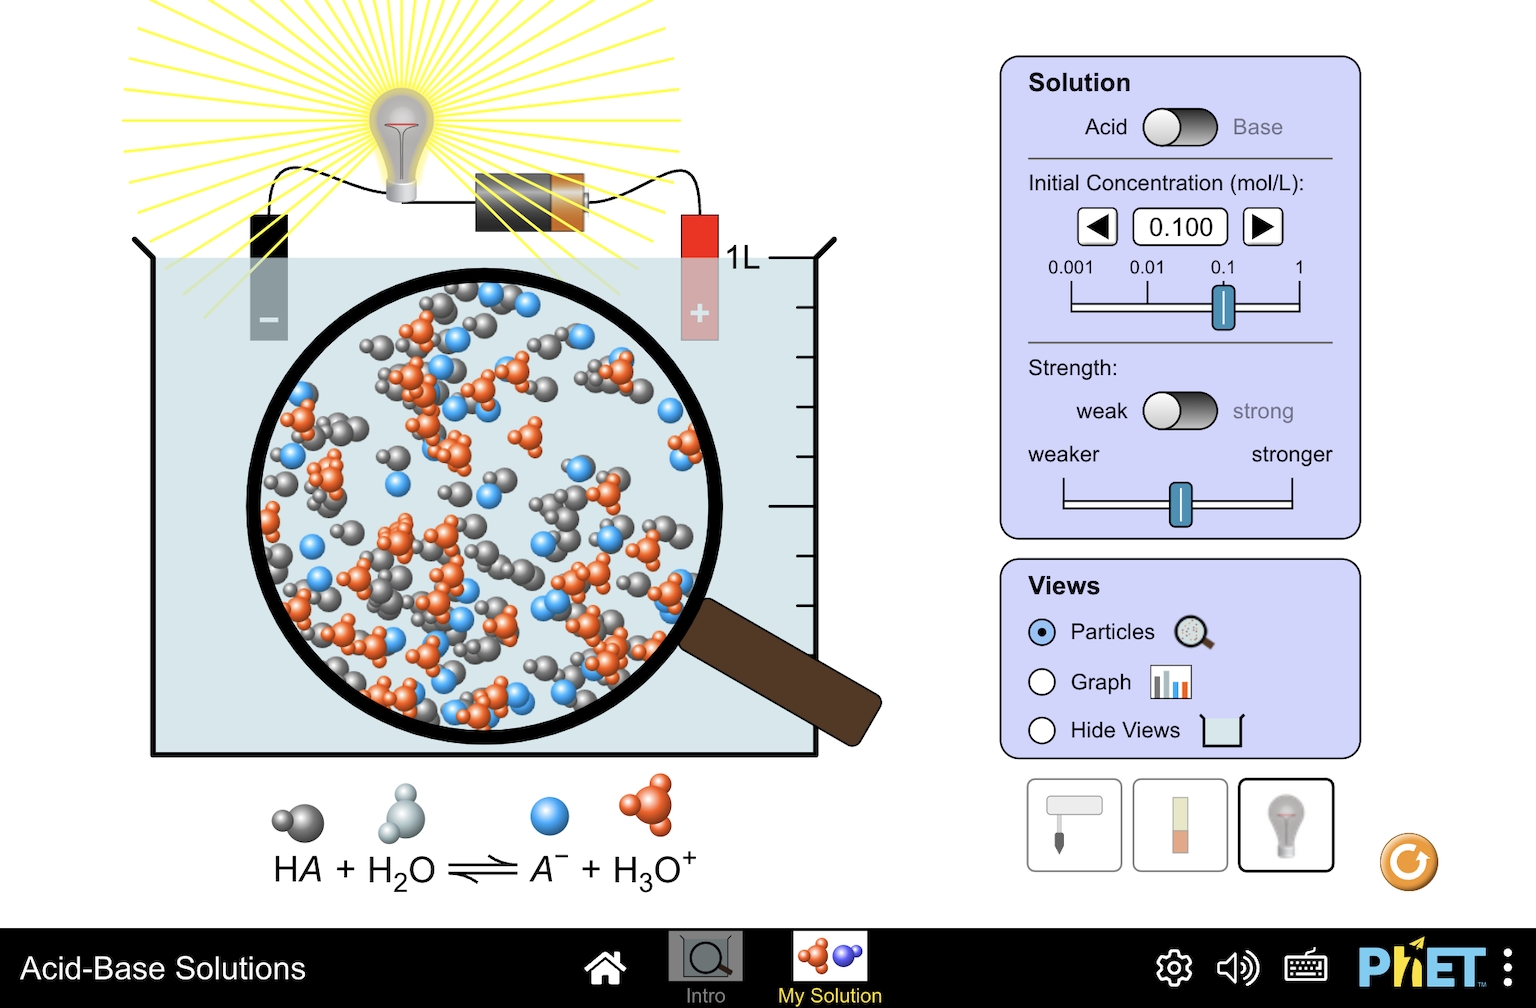 Solution
Acid Base
Initial Concentration (mol/L):
0.100
0.001 0.01 0.1 1
Strength:
weak strong
weaker stronger
Views
Particles
Graph
Hide Views
1L
−
+
HA + H₂O ⇌ A⁻ + H₃O⁺
Acid-Base Solutions
Intro
My Solution
PhET™